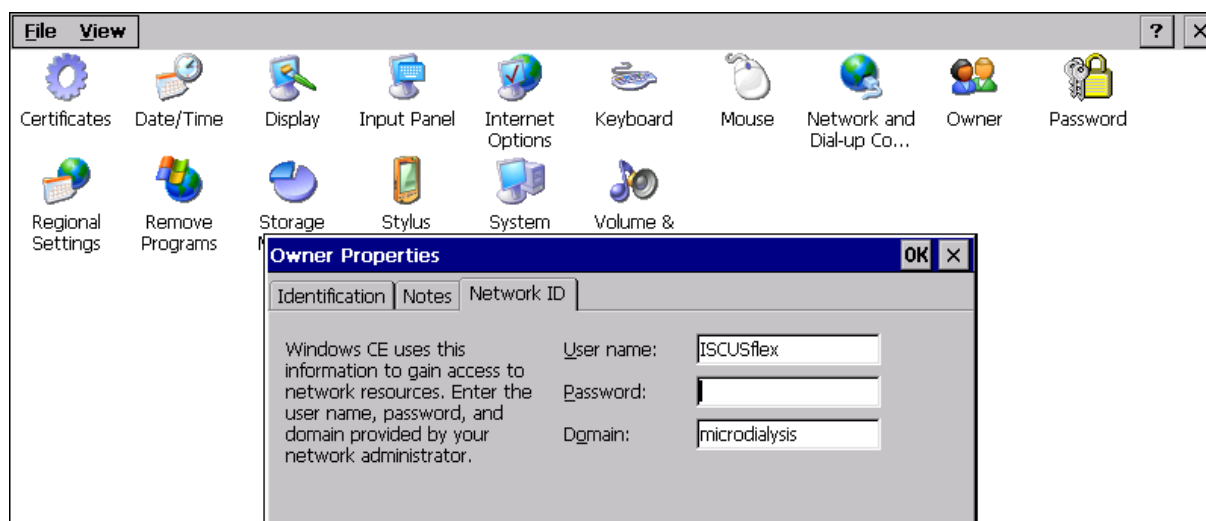 File View ?
Certificates Date/Time Display Input Panel Internet Options Keyboard Mouse Network and Dial-up Co... Owner Password
Regional Settings Remove Programs Storage Stylus System Volume &
Owner Properties OK
Identification Notes Network ID
Windows CE uses this
information to gain access to
network resources. Enter the
user name, password, and
domain provided by your
network administrator.
User name: ISCUSflex
Password:
Domain: microdialysis